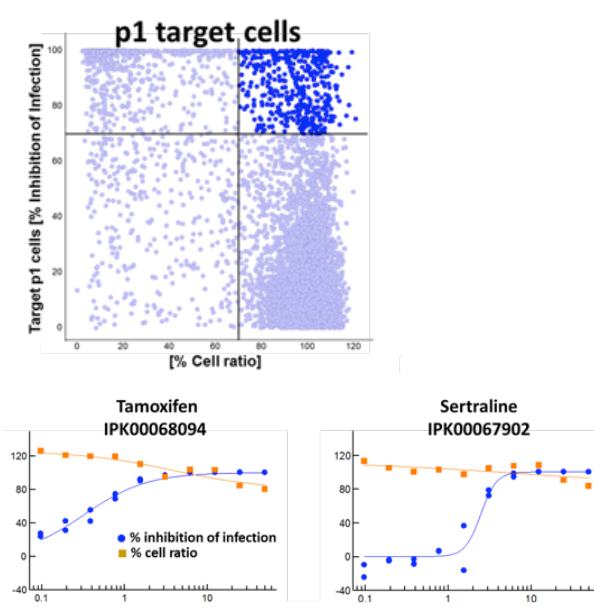 p1 target cells
Target p1 cells [% Inhibition of Infection]
100
80
60
40
20
0
0 20 40 60 80 100 120
[% Cell ratio]
Tamoxifen
IPK00068094
120
80
40
0
-40
0.1 1 10
% inhibition of infection
% cell ratio
Sertraline
IPK00067902
120
80
40
0
-40
0.1 1 10